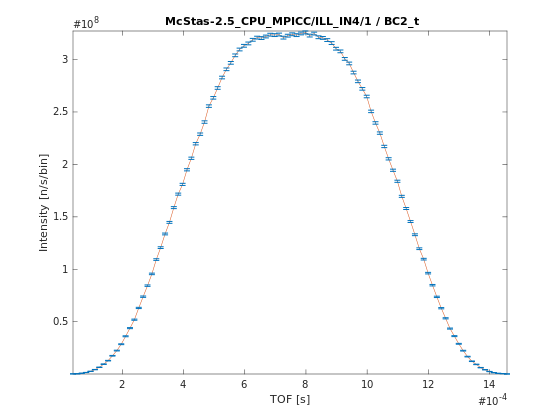 McStas-2.5_CPU_MPICC/ILL_IN4/1 / BC2_t
#10^8
3
2.5
2
1.5
1
0.5
Intensity [n/s/bin]
2 4 6 8 10 12 14
TOF [s]
#10^-4